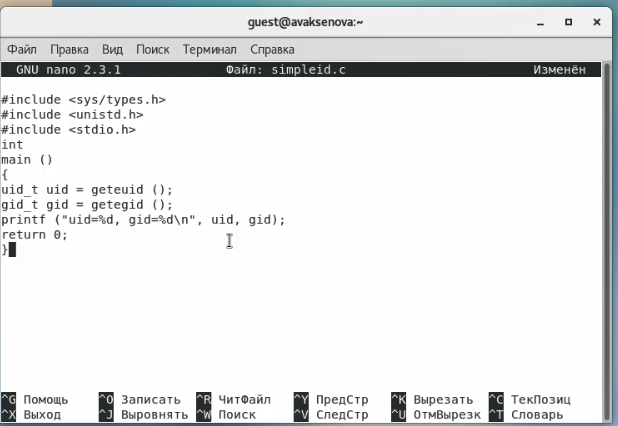 guest@avaksenova:~
Файл Правка Вид Поиск Терминал Справка
GNU nano 2.3.1 Файл: simpleid.c Изменён
#include <sys/types.h>
#include <unistd.h>
#include <stdio.h>
int
main ()
{
uid_t uid = geteuid ();
gid_t gid = getegid ();
printf ("uid=%d, gid=%d\n", uid, gid);
return 0;
}
^G Помощь ^O Записать ^R ЧитФайл ^Y ПредСтр ^K Вырезать ^C ТекПозиц
^X Выход ^J Выровнять ^W Поиск ^V СледСтр ^U ОтмВырезк ^T Словарь